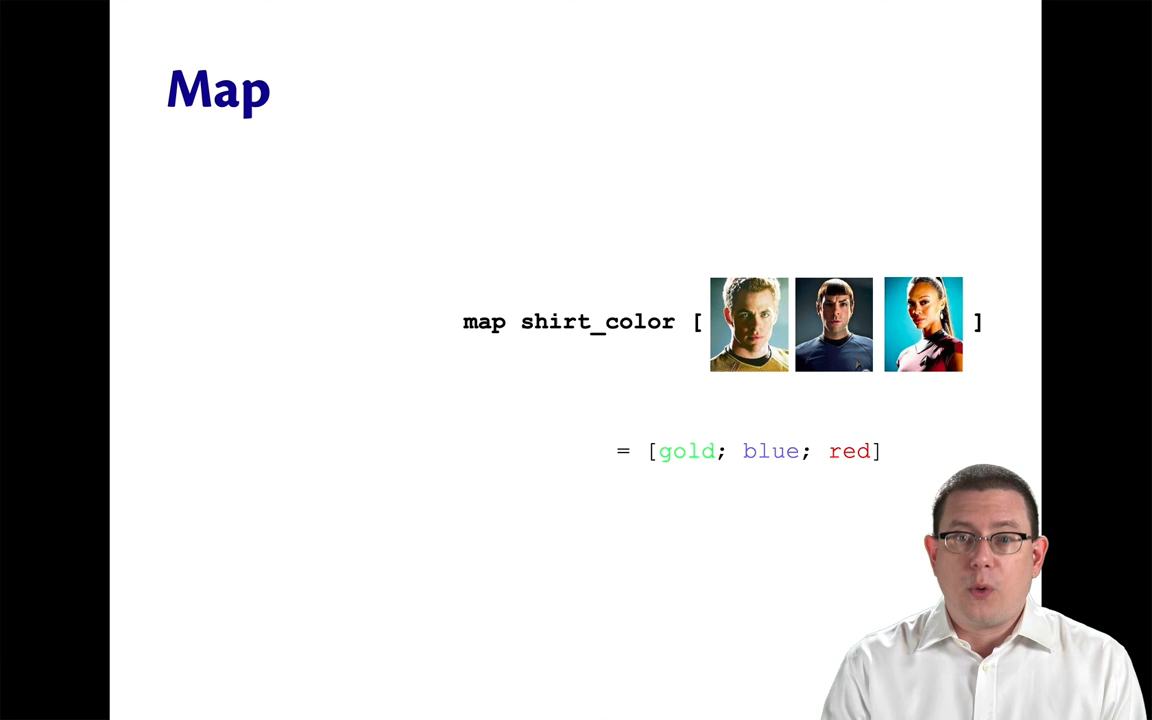 Map
map shirt_color [ ]
= [gold; blue; red]